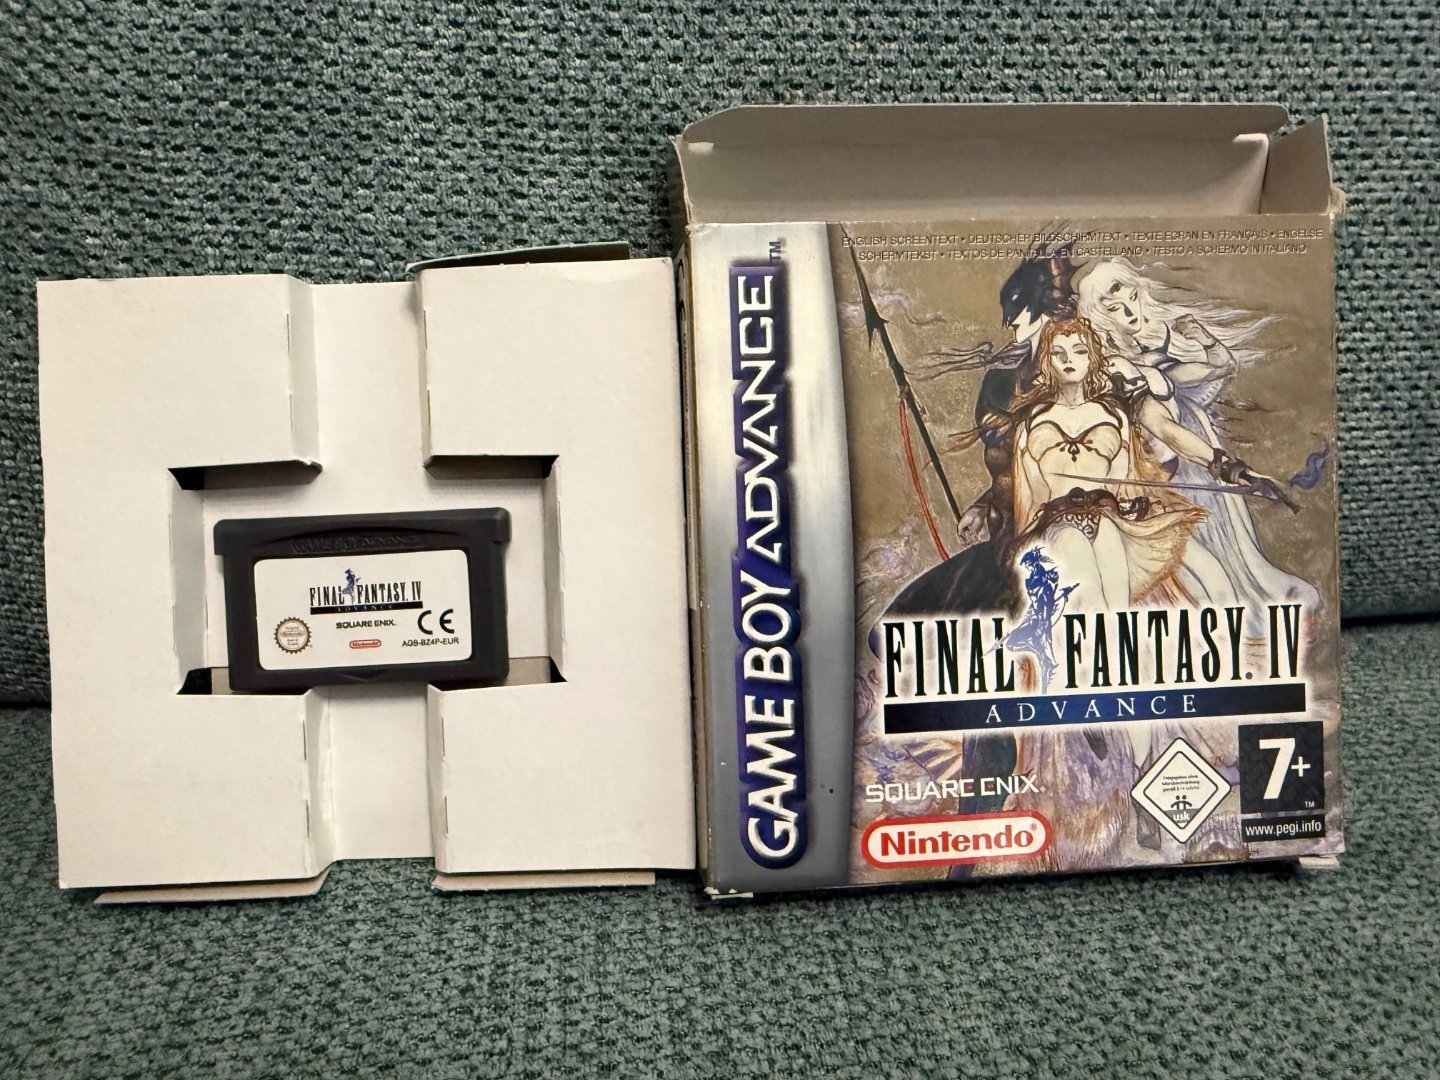 GAME BOY ADVANCE
FINAL FANTASY. IV
ADVANCE
SQUARE ENIX.
CE
Nintendo
AGB-BZ4P-EUR
GAME BOY ADVANCE™
ENGLISH SCREENTEXT • DEUTSCHER BILDSCHIRMTEXT • TEXTE ECRAN EN FRANÇAIS • ENGELSE
SCHERMTEKST • TEXTOS DE PANTALLA EN CASTELLANO • TESTO A SCHERMO IN ITALIANO
FINAL FANTASY. IV
ADVANCE
SQUARE ENIX.
Nintendo®
usk
7+
TM
www.pegi.info